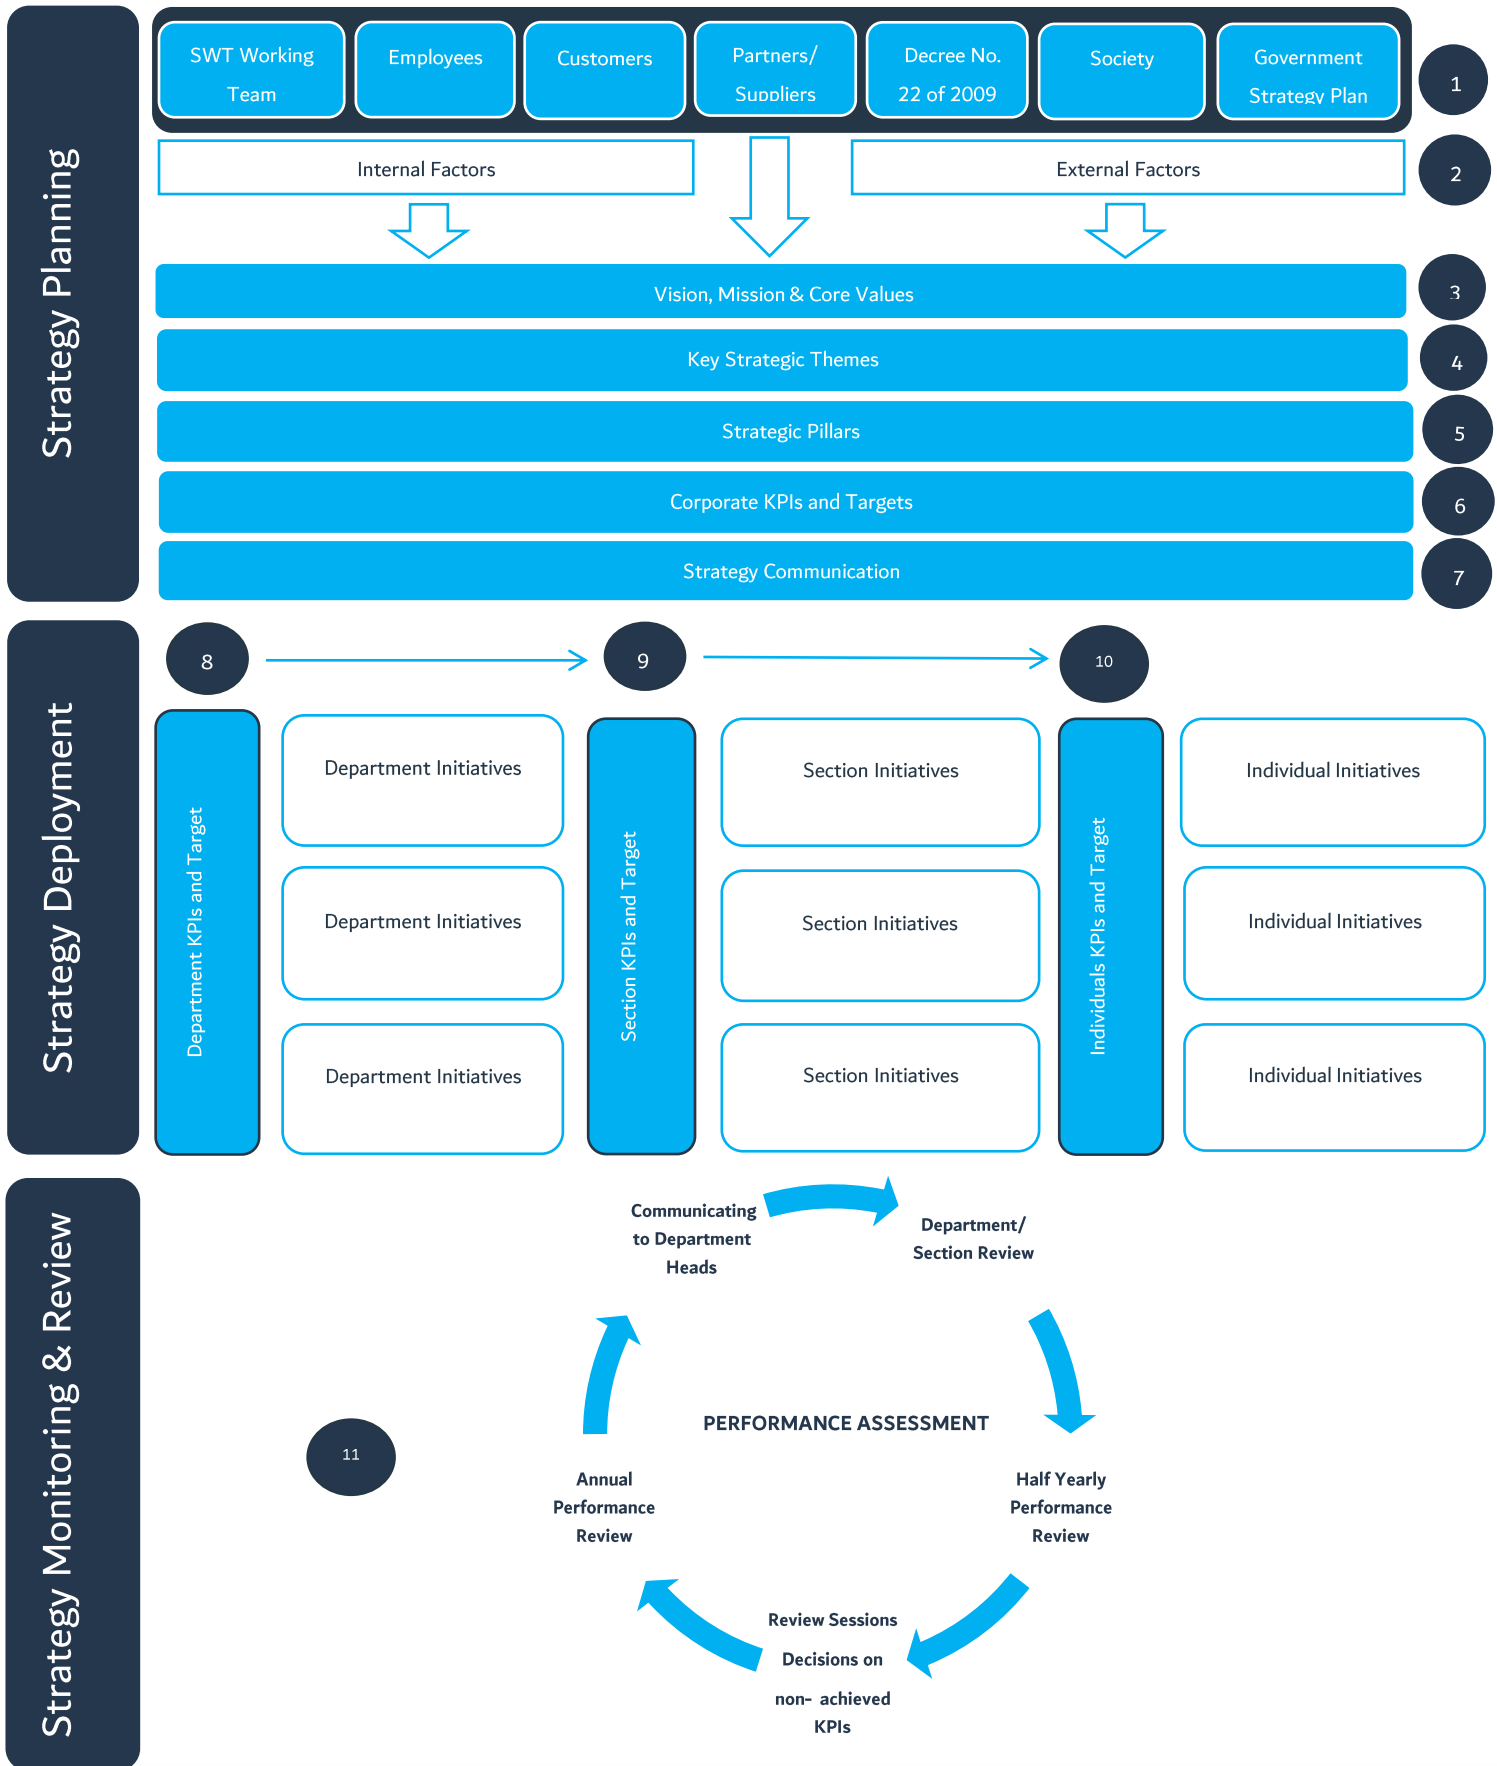 Strategy Planning
SWT Working
Team
Employees
Customers
Partners/
Suppliers
Decree No.
22 of 2009
Society
Government
Strategy Plan
1
Internal Factors
External Factors
2
Vision, Mission & Core Values
3
Key Strategic Themes
4
Strategic Pillars
5
Corporate KPIs and Targets
6
Strategy Communication
7
Strategy Deployment
8
9
10
Department KPIs and Target
Department Initiatives
Department Initiatives
Department Initiatives
Section KPIs and Target
Section Initiatives
Section Initiatives
Section Initiatives
Individuals KPIs and Target
Individual Initiatives
Individual Initiatives
Individual Initiatives
Strategy Monitoring & Review
11
Communicating
to Department
Heads
Department/
Section Review
PERFORMANCE ASSESSMENT
Annual
Performance
Review
Half Yearly
Performance
Review
Review Sessions
Decisions on
non- achieved
KPIs